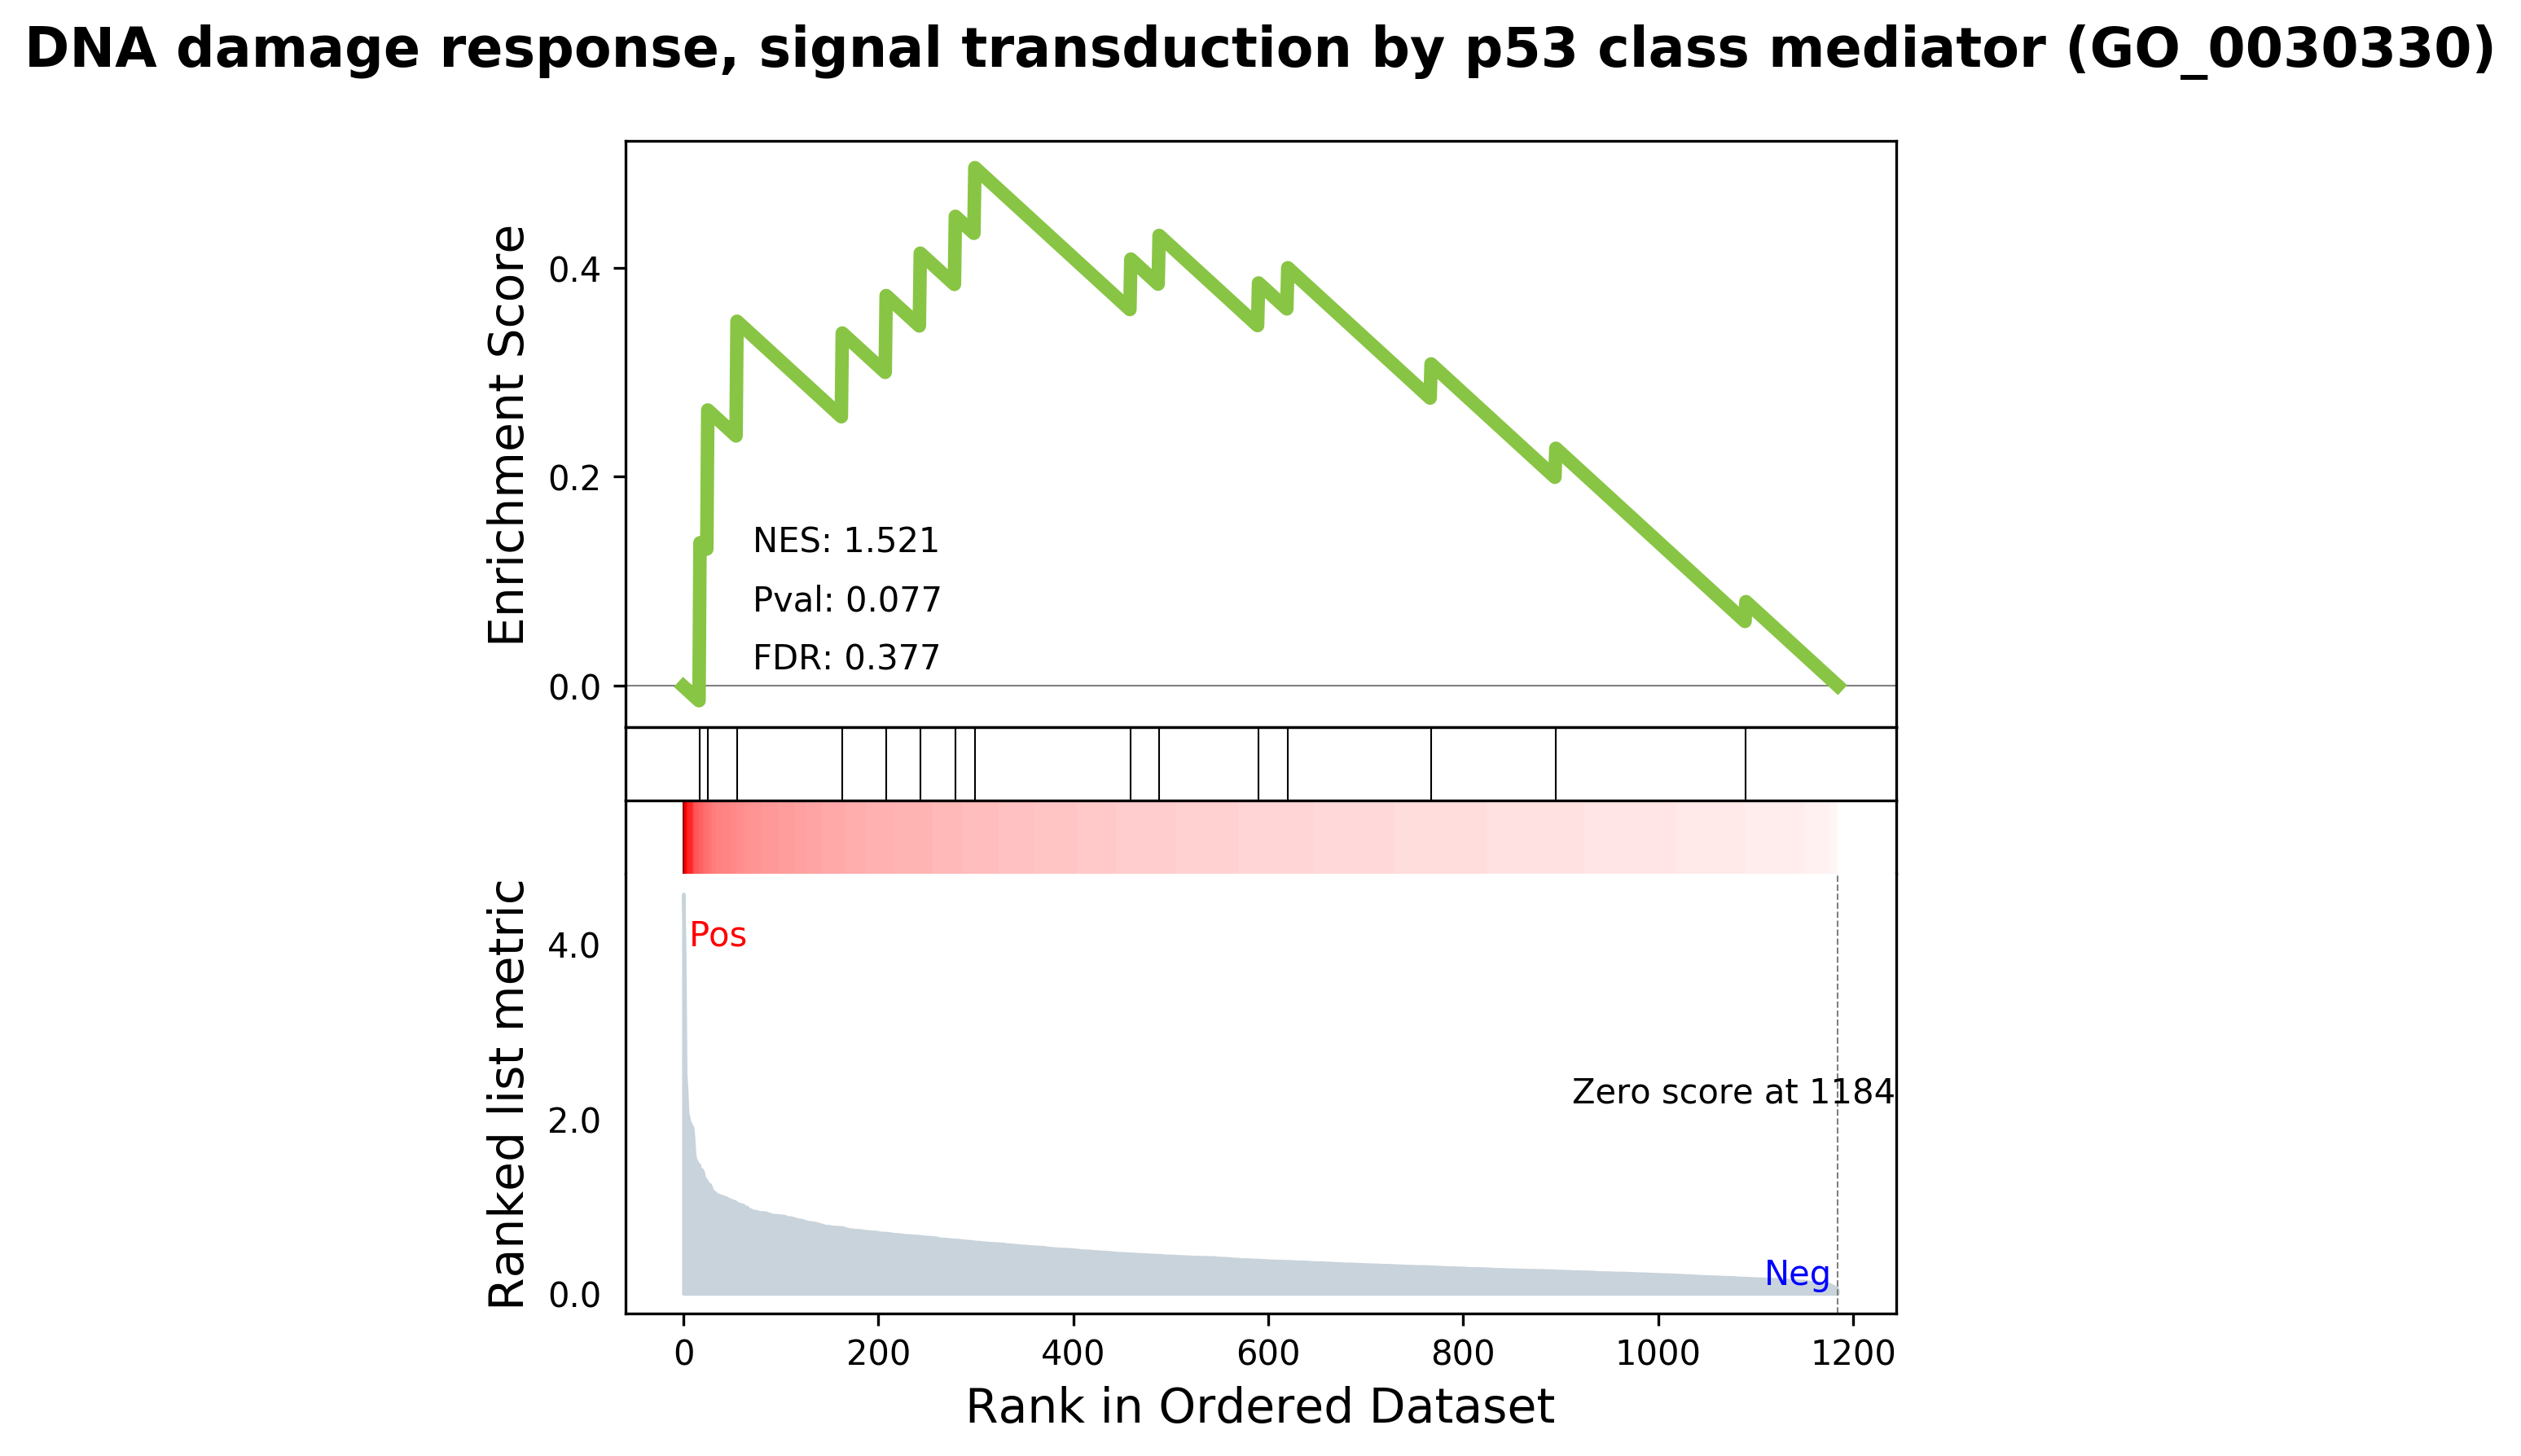 DNA damage response, signal transduction by p53 class mediator (GO_0030330)
Enrichment Score
0.4
0.2
0.0
NES: 1.521
Pval: 0.077
FDR: 0.377
Ranked list metric
4.0
2.0
0.0
Pos
Zero score at 1184
Neg
0 200 400 600 800 1000 1200
Rank in Ordered Dataset